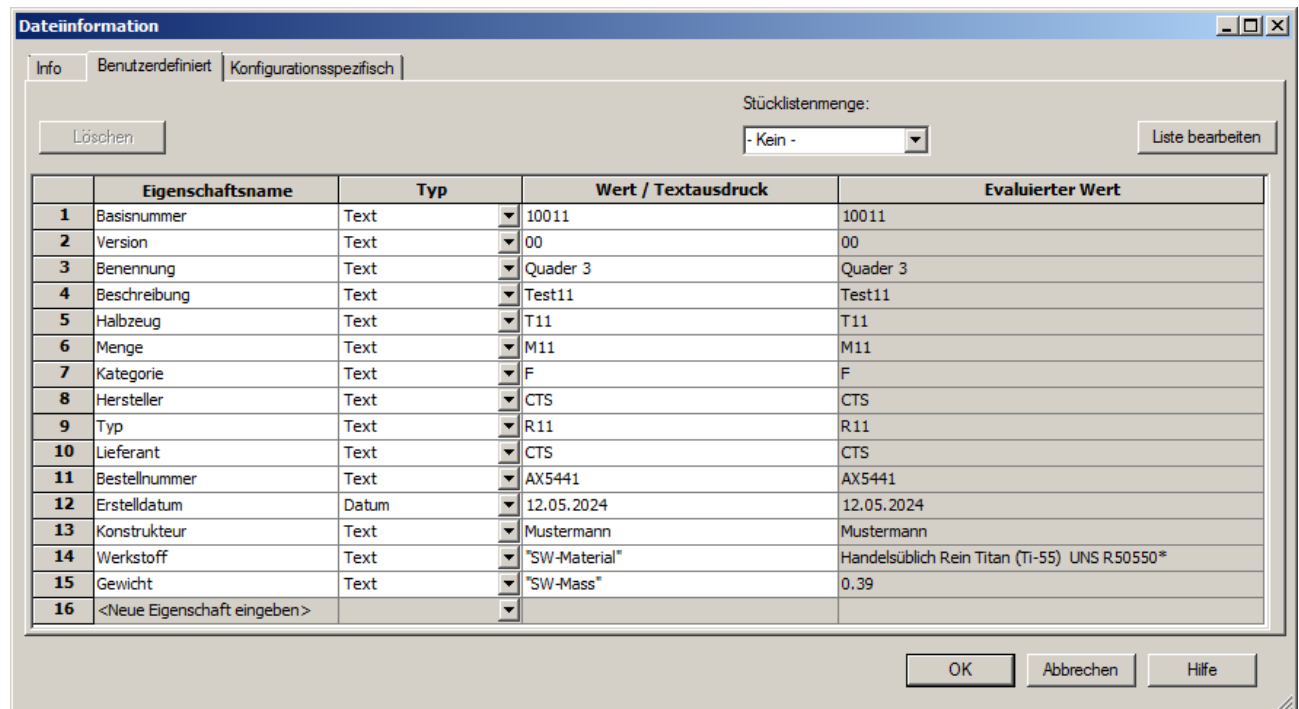 Dateiinformation
Info Benutzerdefiniert Konfigurationsspezifisch
Stücklistenmenge:
Löschen - Kein - Liste bearbeiten
Eigenschaftsname Typ Wert / Textausdruck Evaluierter Wert
1 Basisnummer Text 10011 10011
2 Version Text 00 00
3 Benennung Text Quader 3 Quader 3
4 Beschreibung Text Test11 Test11
5 Halbzeug Text T11 T11
6 Menge Text M11 M11
7 Kategorie Text F F
8 Hersteller Text CTS CTS
9 Typ Text R11 R11
10 Lieferant Text CTS CTS
11 Bestellnummer Text AX5441 AX5441
12 Erstelldatum Datum 12.05.2024 12.05.2024
13 Konstrukteur Text Mustermann Mustermann
14 Werkstoff Text "SW-Material" Handelsüblich Rein Titan (Ti-55) UNS R50550*
15 Gewicht Text "SW-Mass" 0.39
16 <Neue Eigenschaft eingeben>
OK Abbrechen Hilfe